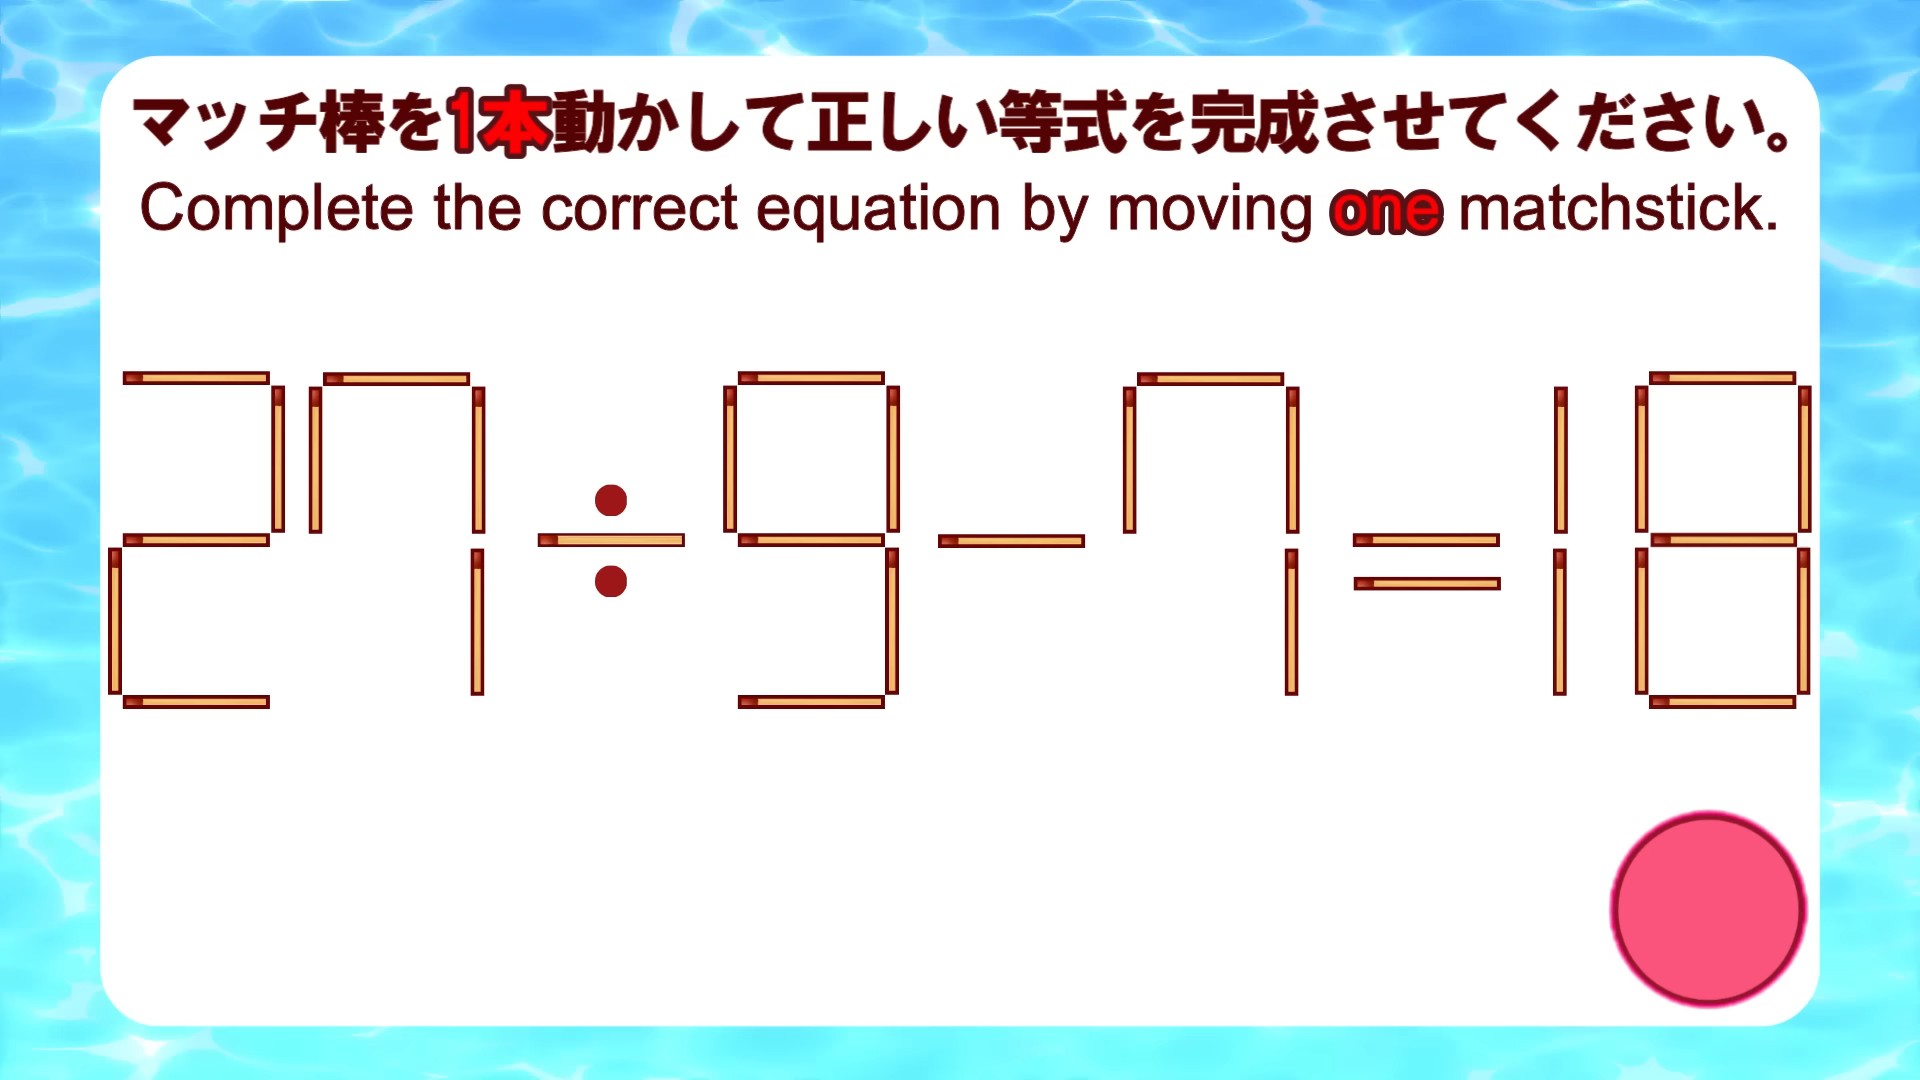 マッチ棒を1本動かして正しい等式を完成させてください。
Complete the correct equation by moving one matchstick.
27÷9-7=18